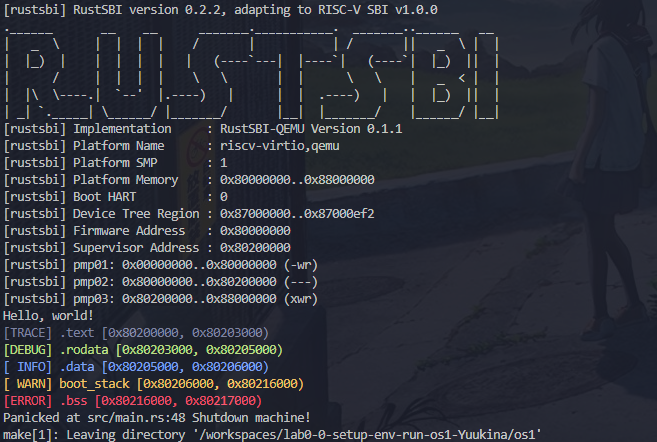 [rustsbi] RustSBI version 0.2.2, adapting to RISC-V SBI v1.0.0
RUSTSBI
[rustsbi] Implementation     : RustSBI-QEMU Version 0.1.1
[rustsbi] Platform Name      : riscv-virtio,qemu
[rustsbi] Platform SMP       : 1
[rustsbi] Platform Memory    : 0x80000000..0x88000000
[rustsbi] Boot HART          : 0
[rustsbi] Device Tree Region : 0x87000000..0x87000ef2
[rustsbi] Firmware Address   : 0x80000000
[rustsbi] Supervisor Address : 0x80200000
[rustsbi] pmp01: 0x00000000..0x80000000 (-wr)
[rustsbi] pmp02: 0x80000000..0x80200000 (---)
[rustsbi] pmp03: 0x80200000..0x88000000 (xwr)
Hello, world!
[TRACE] .text [0x80200000, 0x80203000)
[DEBUG] .rodata [0x80203000, 0x80205000)
[ INFO] .data [0x80205000, 0x80206000)
[ WARN] boot_stack [0x80206000, 0x80216000)
[ERROR] .bss [0x80216000, 0x80217000)
Panicked at src/main.rs:48 Shutdown machine!
make[1]: Leaving directory '/workspaces/lab0-0-setup-env-run-os1-Yuukina/os1'